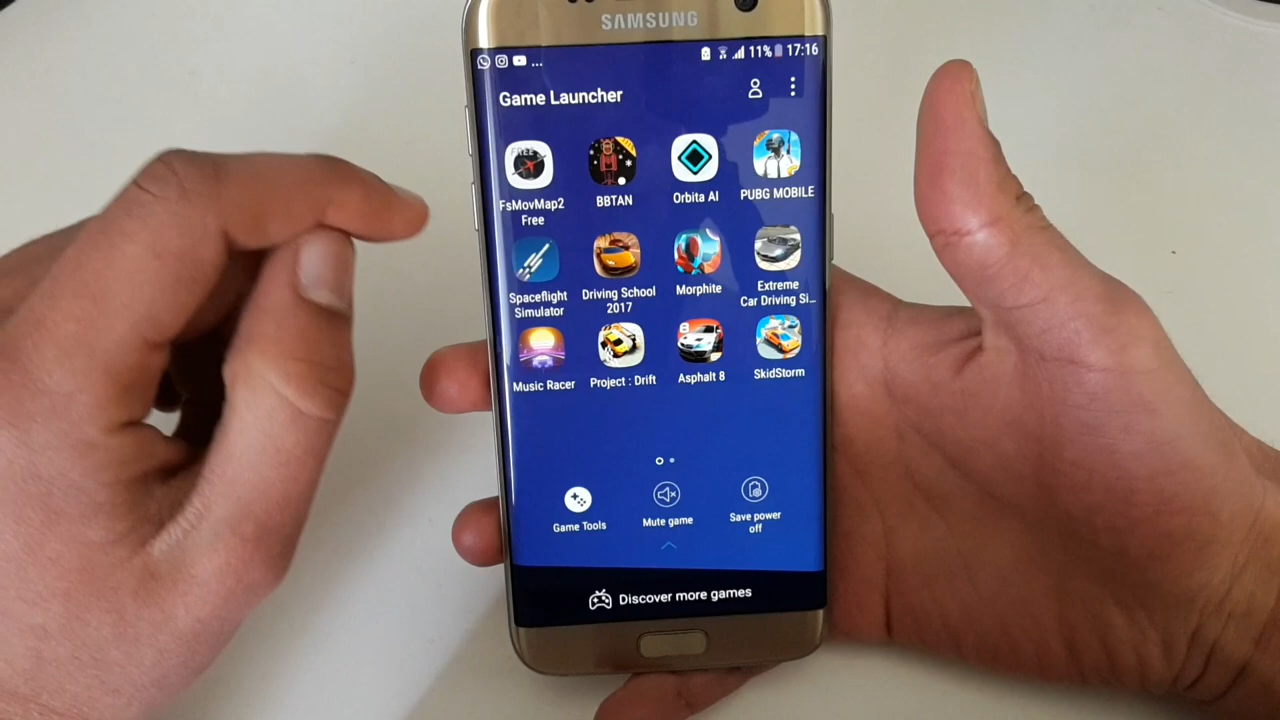 SAMSUNG
... 11% 17:16
Game Launcher
FREE
FsMovMap2 Free
BBTAN
Orbita AI
PUBG MOBILE
Spaceflight Simulator
Driving School 2017
Morphite
Extreme Car Driving Si...
8
Music Racer
Project : Drift
Asphalt 8
SkidStorm
Game Tools
Mute game
Save power off
Discover more games